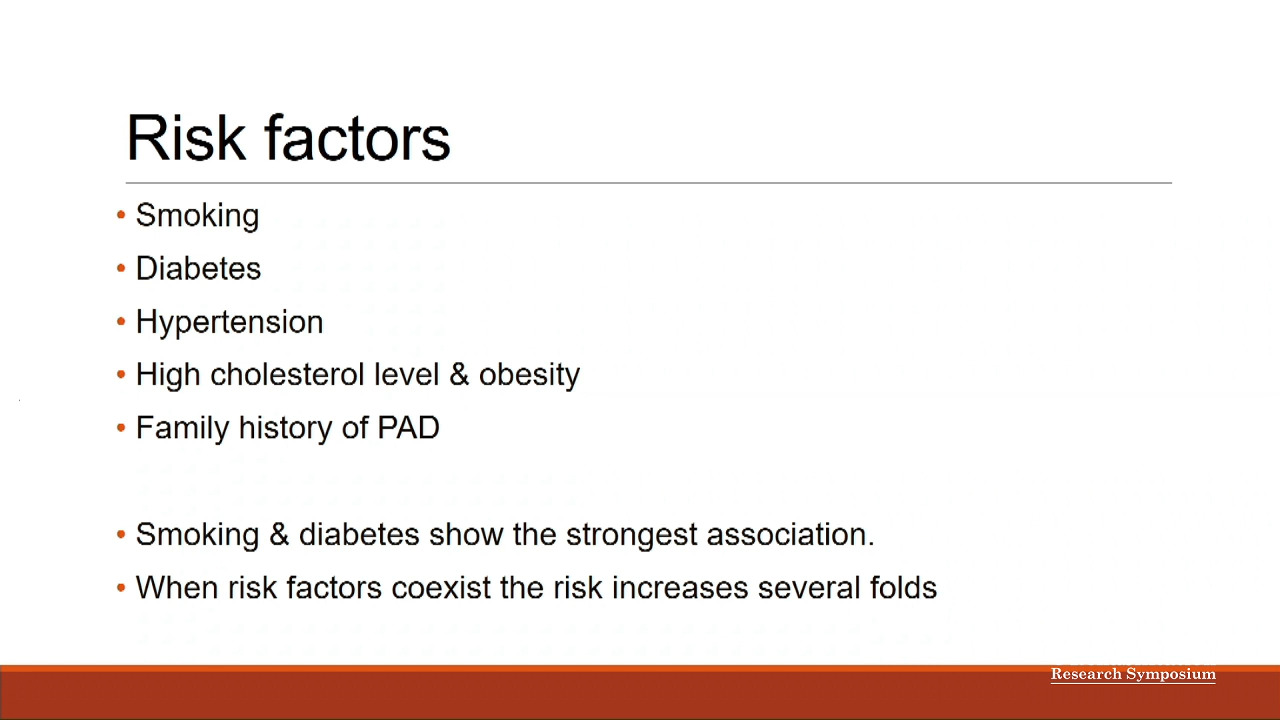 Risk factors
• Smoking
• Diabetes
• Hypertension
• High cholesterol level & obesity
• Family history of PAD
• Smoking & diabetes show the strongest association.
• When risk factors coexist the risk increases several folds
Research Symposium